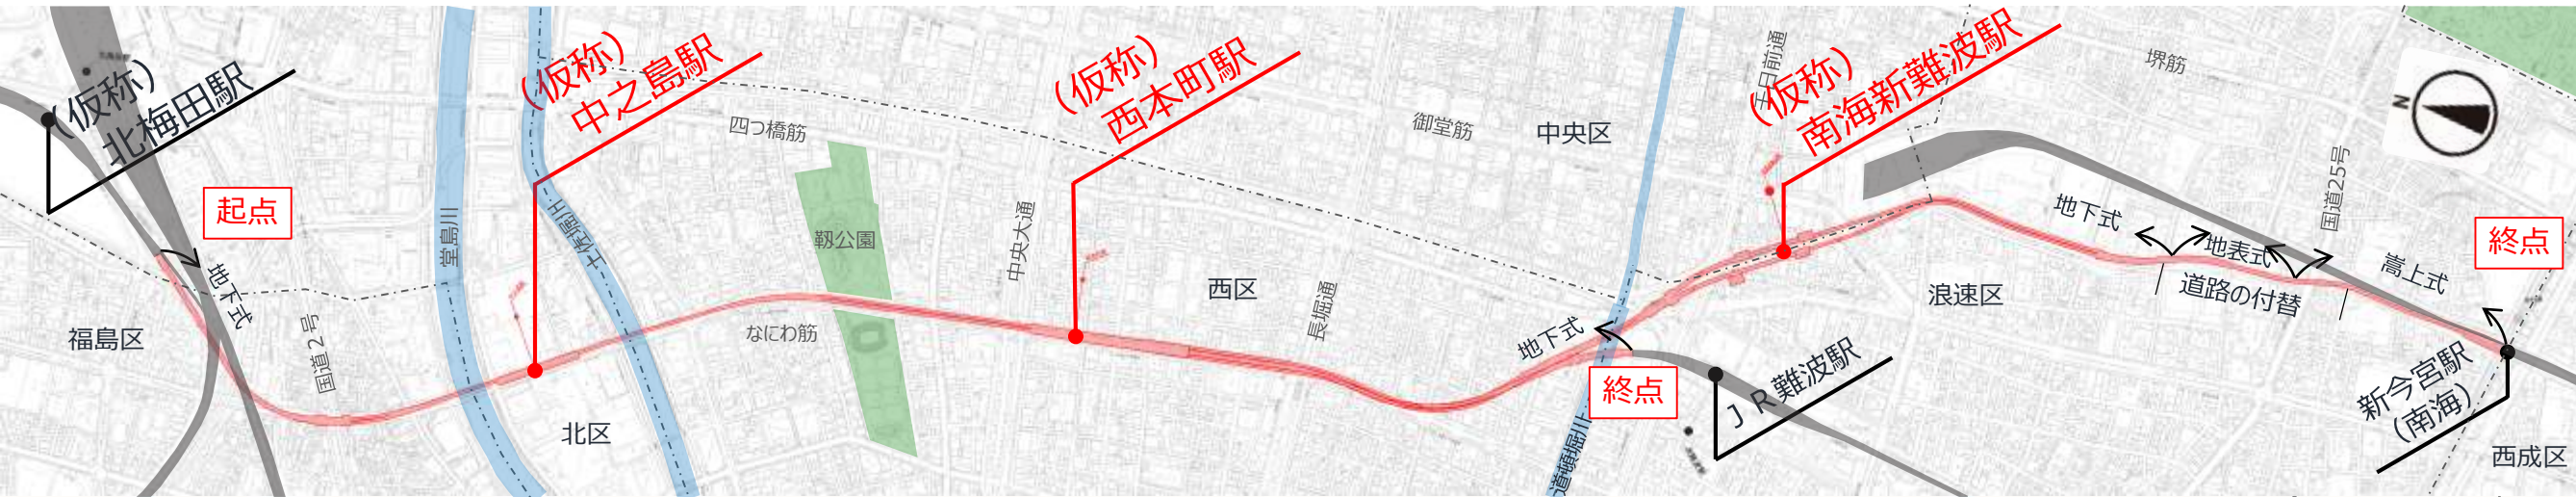 （仮称）
北梅田駅
起点
地下式
福島区
国道２号
堂島川
（仮称）
中之島駅
土佐堀川
北区
四つ橋筋
靱公園
なにわ筋
中央大通
（仮称）
西本町駅
西区
長堀通
御堂筋
中央区
地下式
終点
道頓堀川
ＪＲ難波駅
千日前通
（仮称）
南海新難波駅
浪速区
堺筋
地下式
地表式
道路の付替
国道25号
嵩上式
N
終点
新今宮駅
（南海）
西成区